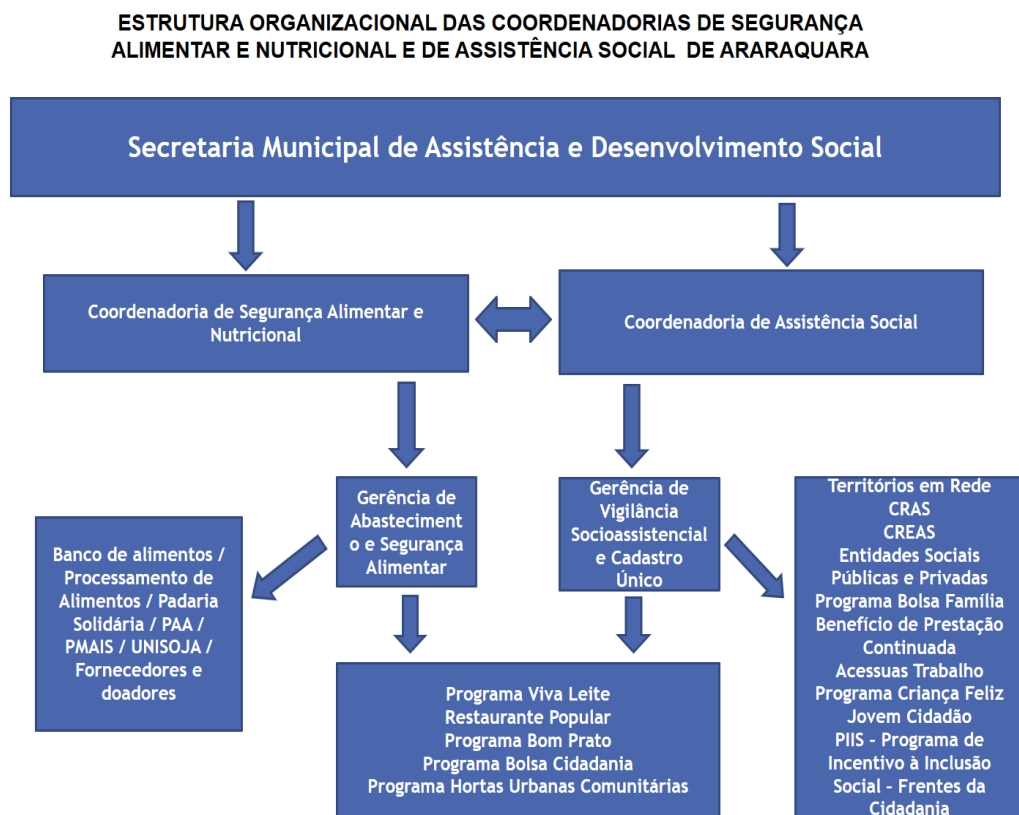 ESTRUTURA ORGANIZACIONAL DAS COORDENADORIAS DE SEGURANÇA
ALIMENTAR E NUTRICIONAL E DE ASSISTÊNCIA SOCIAL DE ARARAQUARA
Secretaria Municipal de Assistência e Desenvolvimento Social
Coordenadoria de Segurança Alimentar e
Nutricional
Coordenadoria de Assistência Social
Gerência de
Abasteciment
o e Segurança
Alimentar
Gerência de
Vigilância
Socioassistencial
e Cadastro
Único
Banco de alimentos /
Processamento de
Alimentos / Padaria
Solidária / PAA /
PMAIS / UNISOJA /
Fornecedores e
doadores
Programa Viva Leite
Restaurante Popular
Programa Bom Prato
Programa Bolsa Cidadania
Programa Hortas Urbanas Comunitárias
Territórios em Rede
CRAS
CREAS
Entidades Sociais
Públicas e Privadas
Programa Bolsa Família
Benefício de Prestação
Continuada
Acessuas Trabalho
Programa Criança Feliz
Jovem Cidadão
PIIS – Programa de
Incentivo à Inclusão
Social – Frentes da
Cidadania